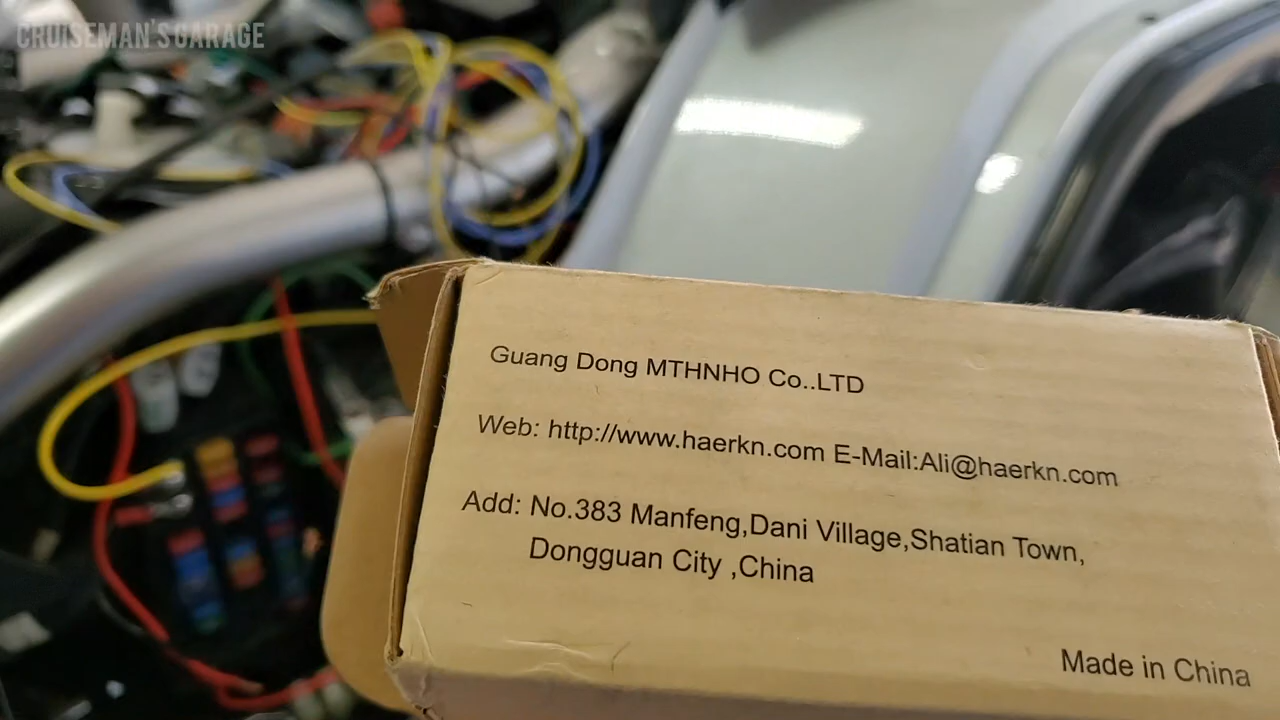 CRUISEMAN'S GARAGE
Guang Dong MTHNHO Co..LTD
Web: http://www.haerkn.com E-Mail:Ali@haerkn.com
Add: No.383 Manfeng,Dani Village,Shatian Town,
Dongguan City ,China
Made in China